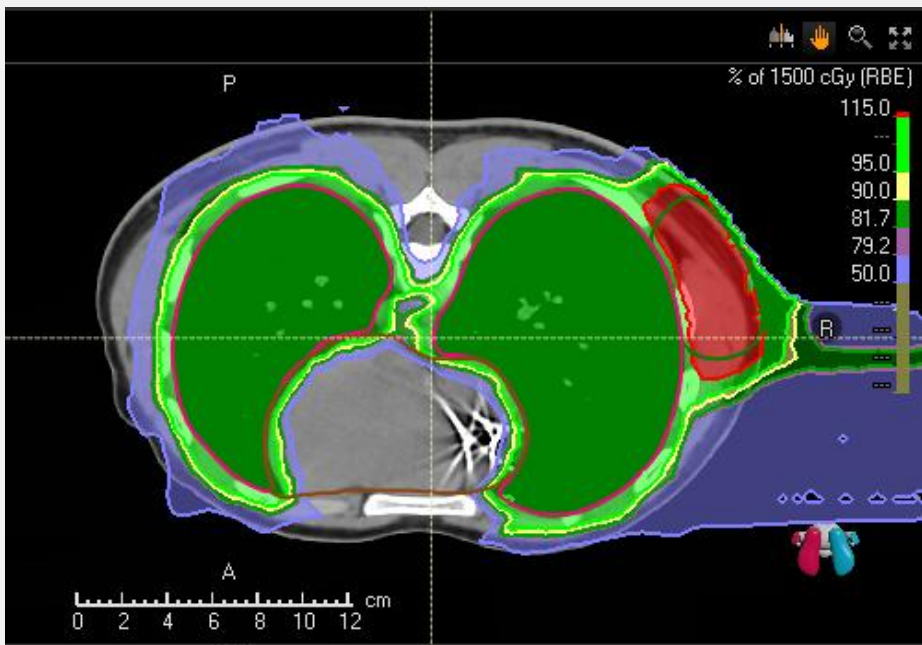 P
% of 1500 cGy (RBE)
115.0
---
95.0
90.0
81.7
79.2
50.0
---
---
---
---
R
A
cm
0 2 4 6 8 10 12